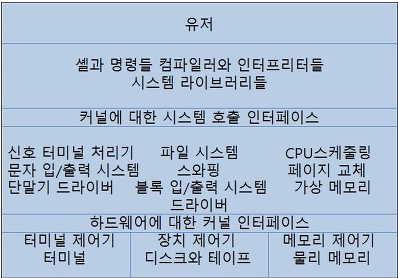 유저
셸과 명령들 컴파일러와 인터프리터들
시스템 라이브러리들
커널에 대한 시스템 호출 인터페이스
신호 터미널 처리기 파일 시스템 CPU스케줄링
문자 입/출력 시스템 스와핑 페이지 교체
단말기 드라이버 블록 입/출력 시스템 가상 메모리
드라이버
하드웨어에 대한 커널 인터페이스
터미널 제어기 장치 제어기 메모리 제어기
터미널 디스크와 테이프 물리 메모리